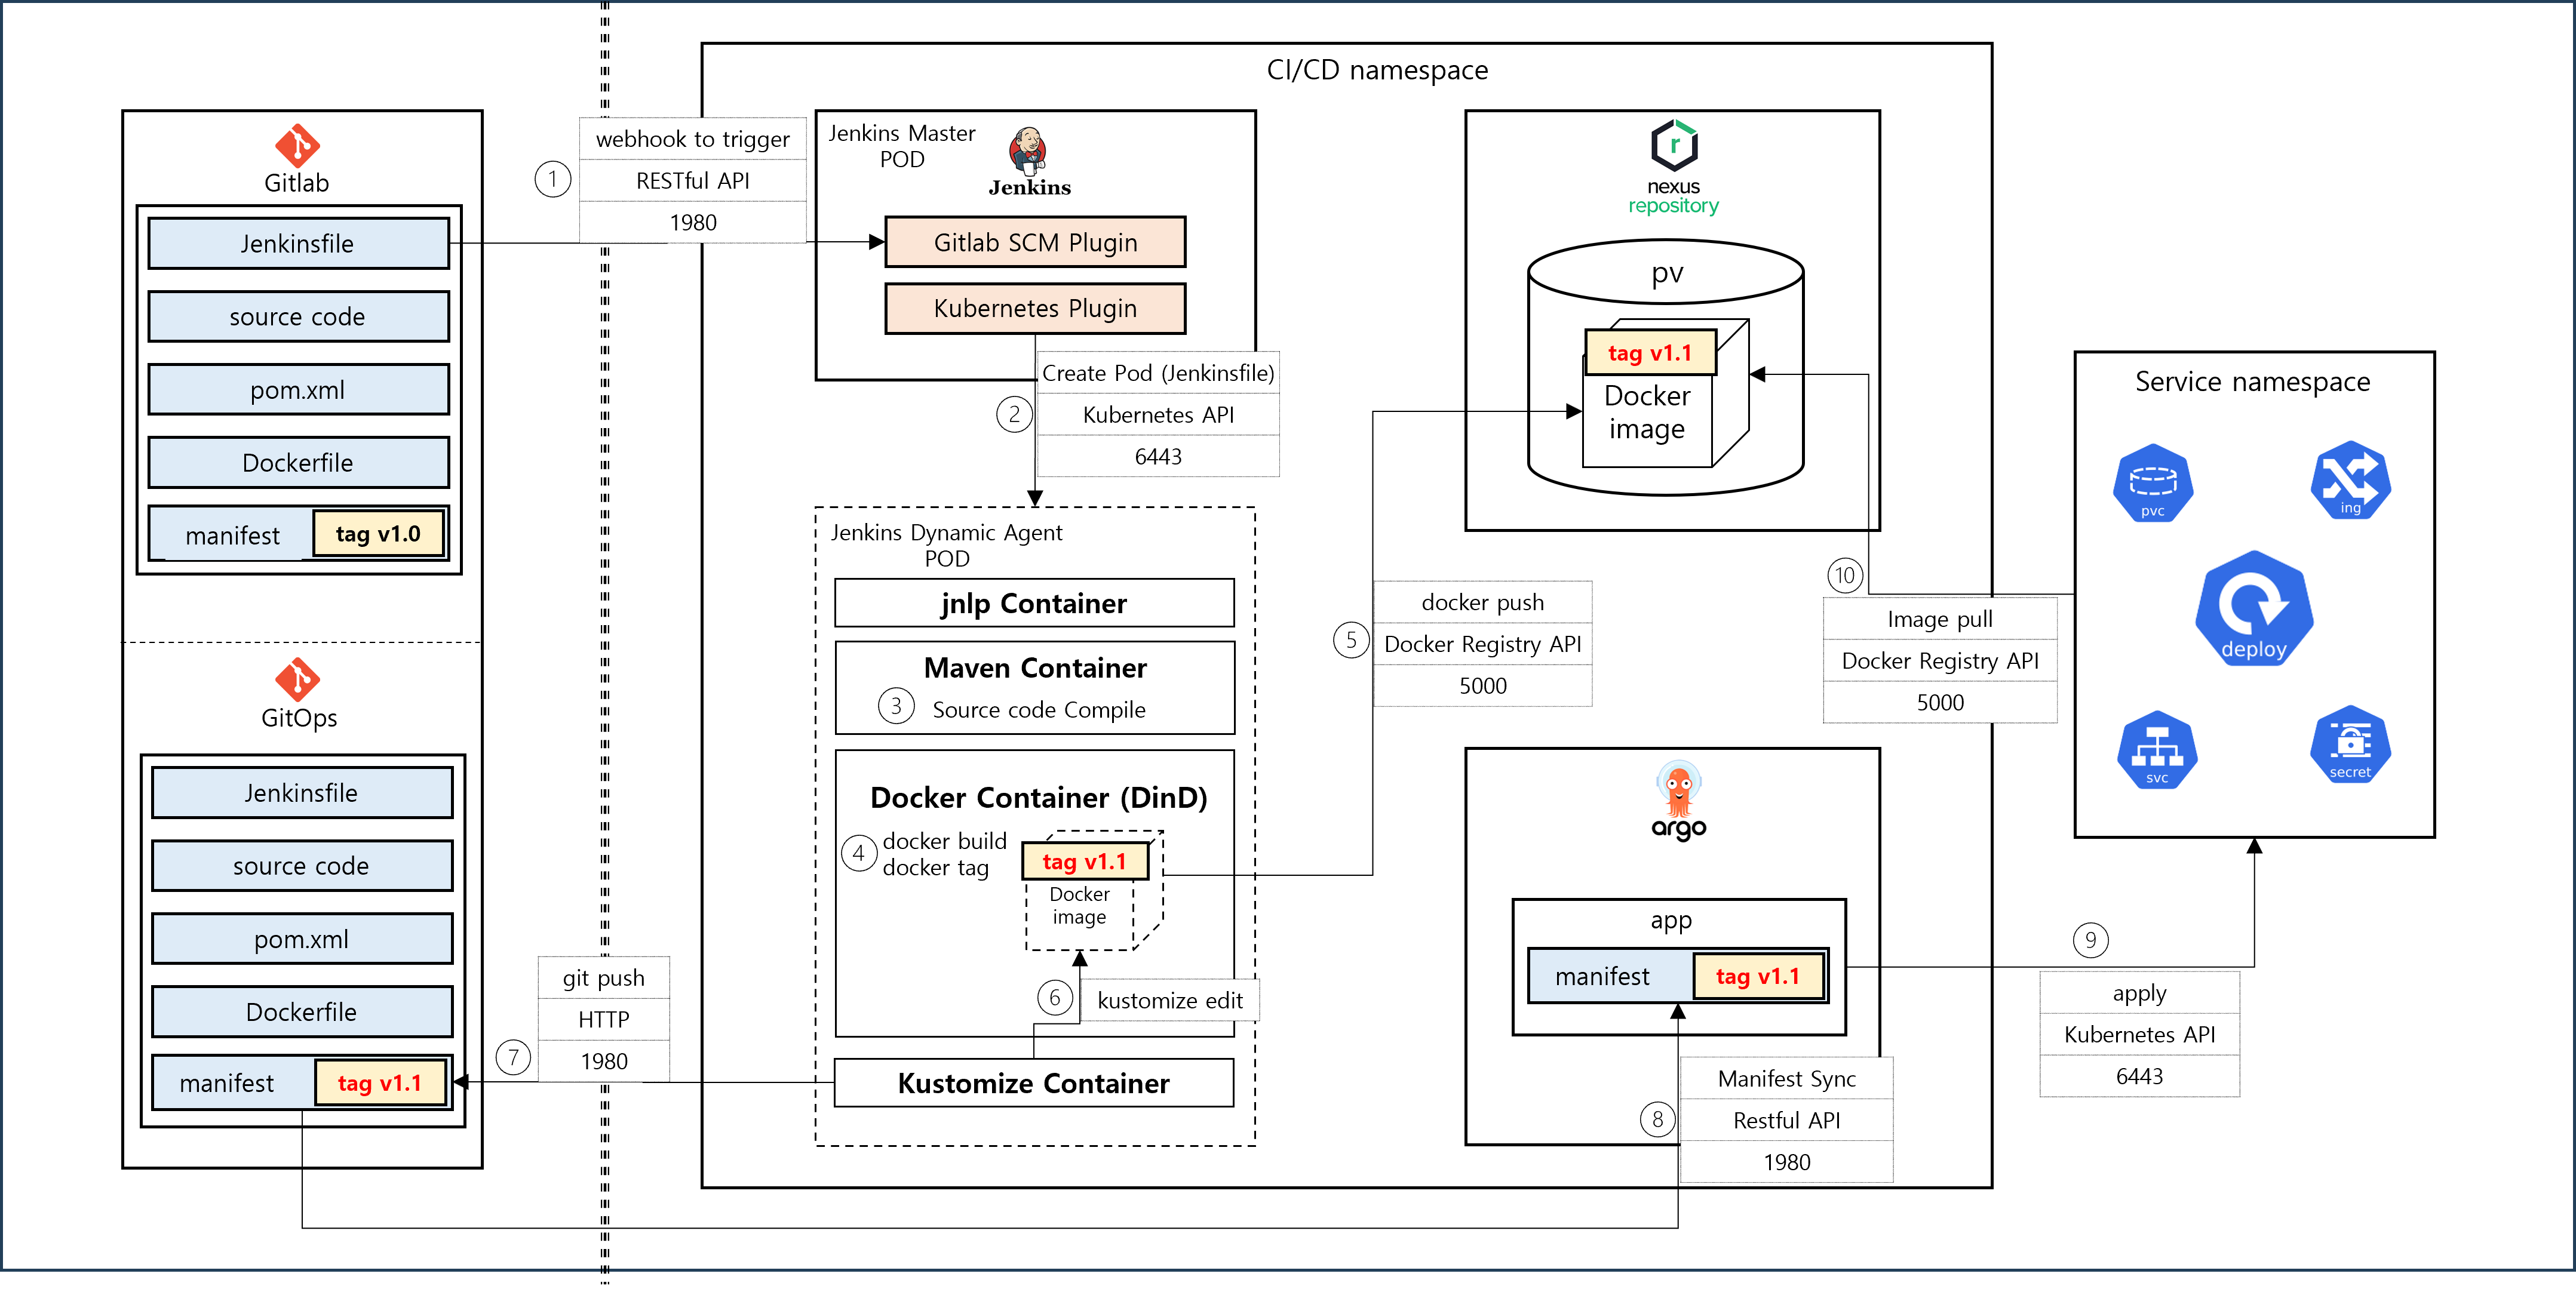 CI/CD namespace
Gitlab
Jenkinsfile
source code
pom.xml
Dockerfile
manifest
tag v1.0
GitOps
Jenkinsfile
source code
pom.xml
Dockerfile
manifest
tag v1.1
1
webhook to trigger
RESTful API
1980
Jenkins Master
POD
Jenkins
Gitlab SCM Plugin
Kubernetes Plugin
2
Create Pod (Jenkinsfile)
Kubernetes API
6443
Jenkins Dynamic Agent
POD
jnlp Container
Maven Container
3
Source code Compile
Docker Container (DinD)
4
docker build
docker tag
tag v1.1
Docker
image
6
kustomize edit
Kustomize Container
7
git push
HTTP
1980
5
docker push
Docker Registry API
5000
r
nexus
repository
pv
tag v1.1
Docker
image
10
Image pull
Docker Registry API
5000
argo
app
manifest
tag v1.1
8
Manifest Sync
Restful API
1980
9
apply
Kubernetes API
6443
Service namespace
pvc
ing
deploy
svc
secret